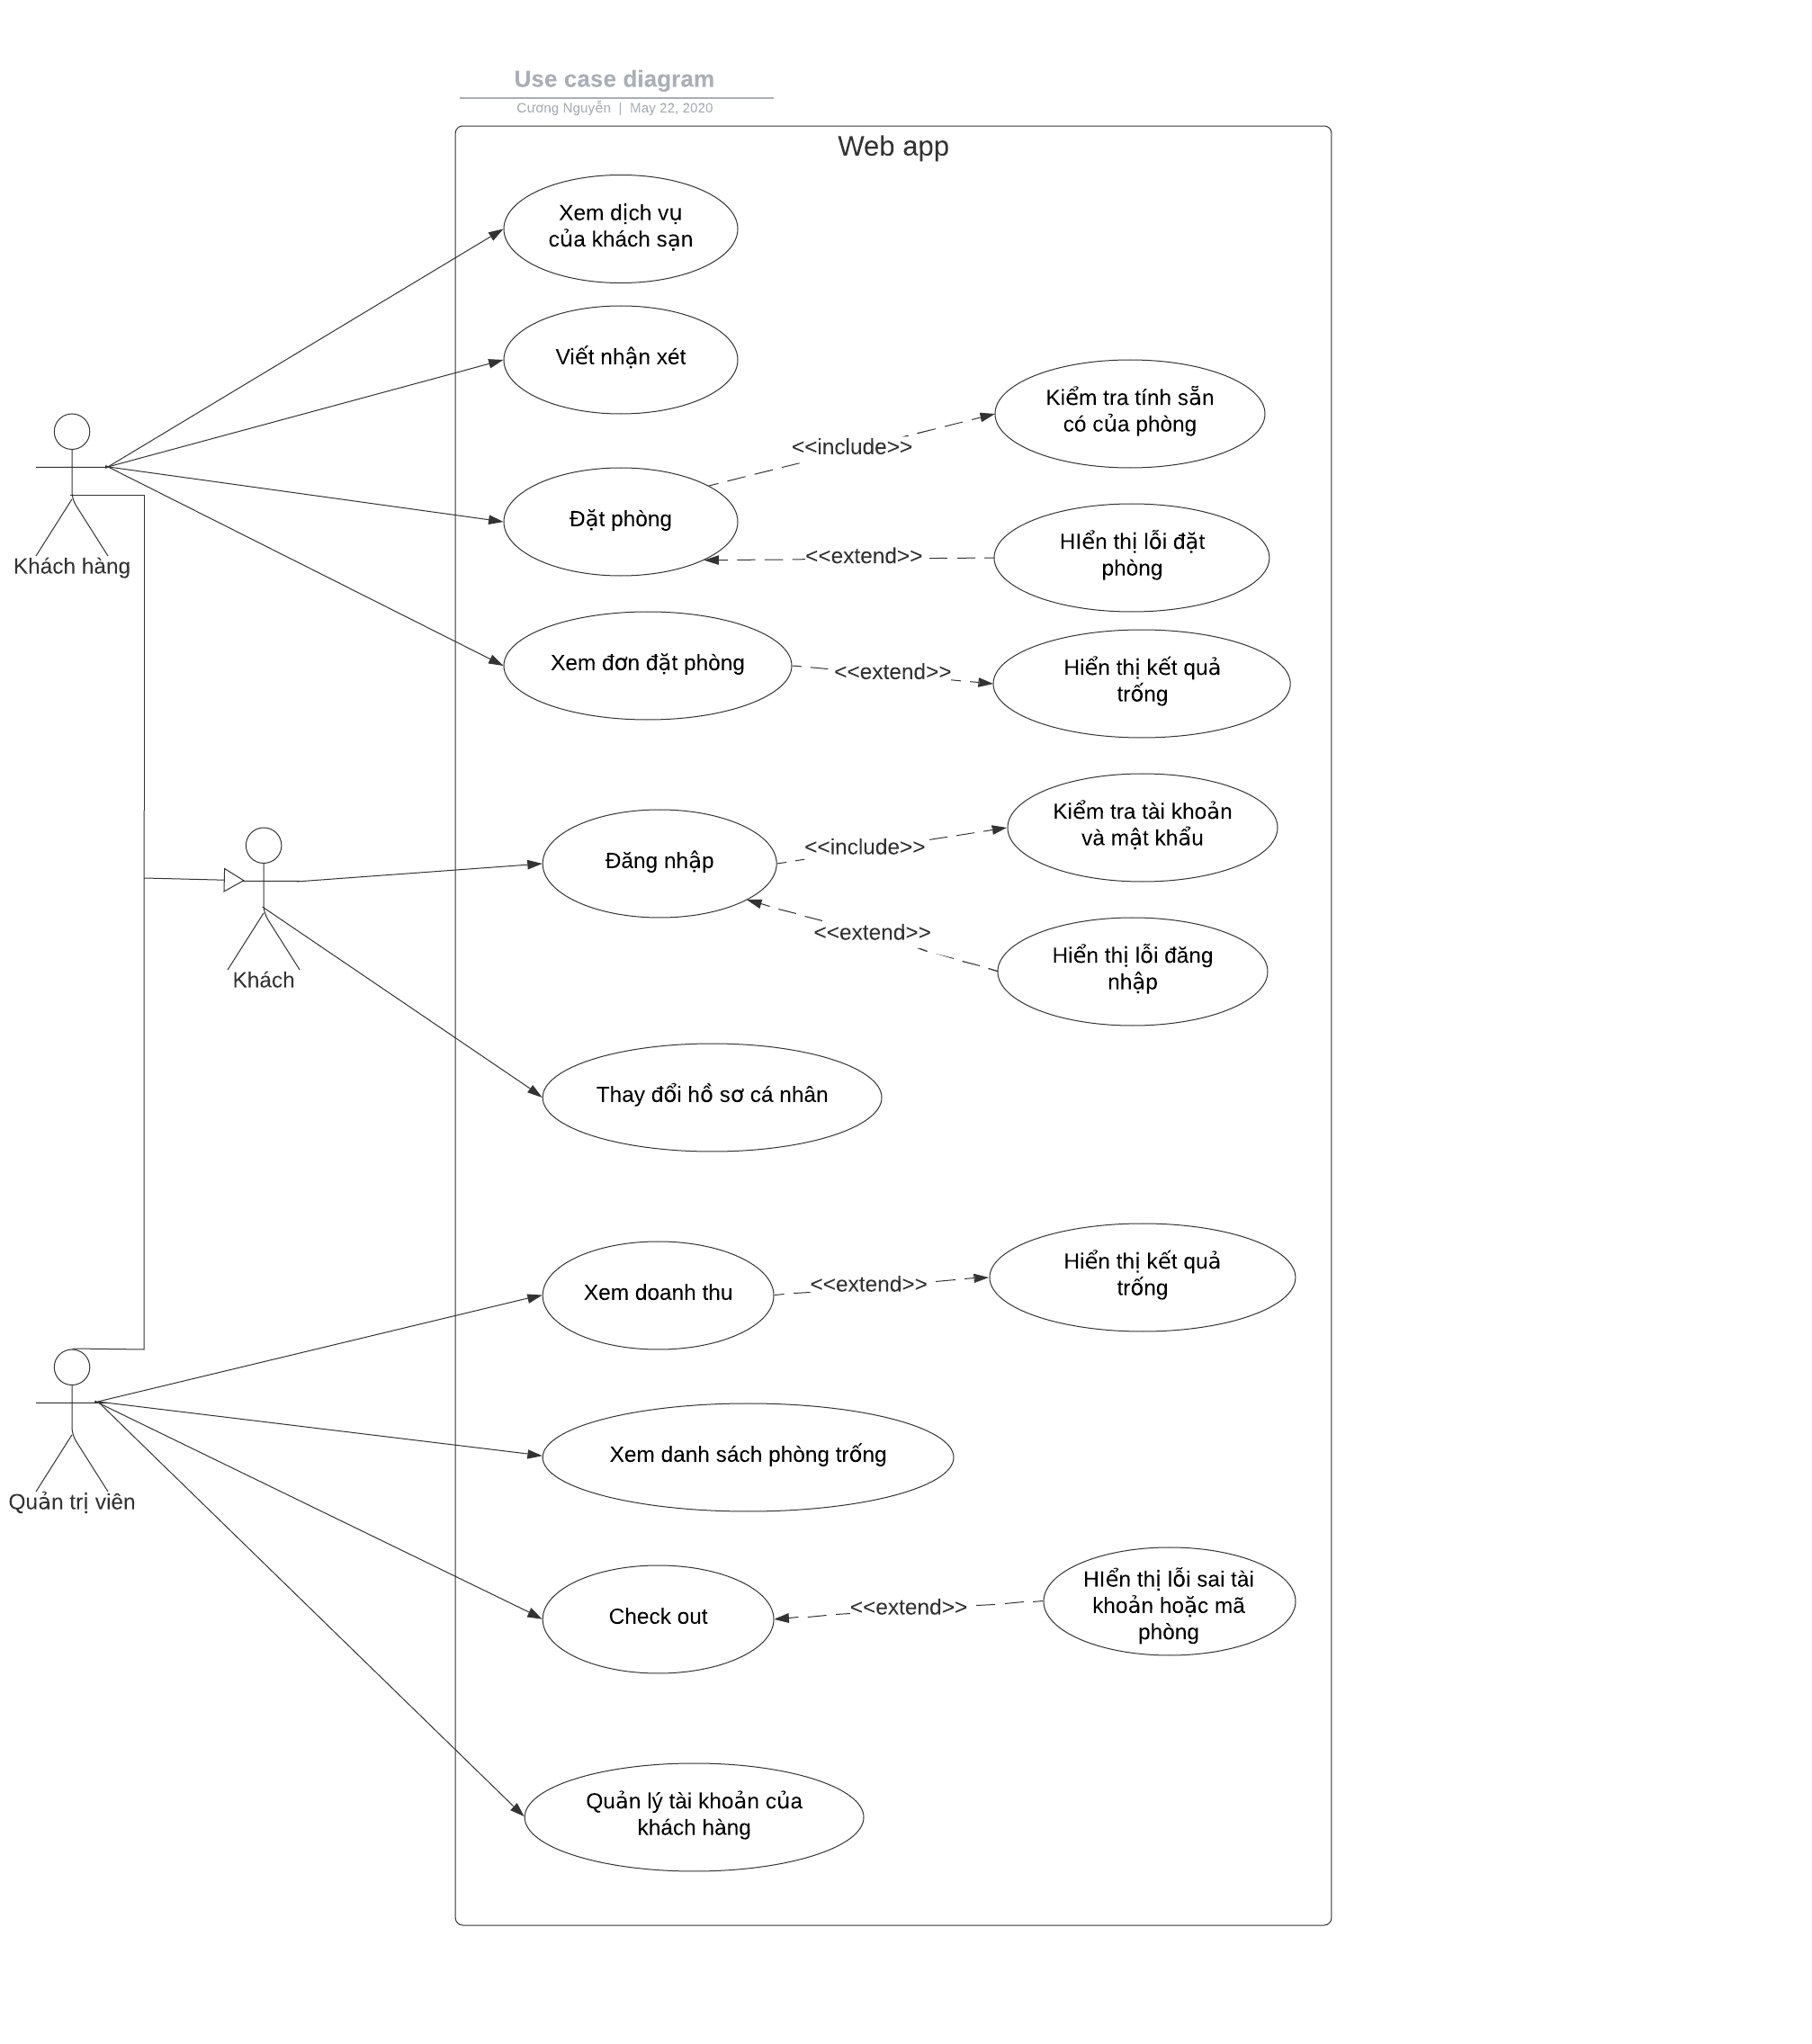 Use case diagram
Cương Nguyễn | May 22, 2020
Web app
Xem dịch vụ
của khách sạn
Viết nhận xét
Kiểm tra tính sẵn
có của phòng
<<include>>
Khách hàng
Đặt phòng
HIển thị lỗi đặt
phòng
<<extend>>
Xem đơn đặt phòng
<<extend>>
Hiển thị kết quả
trống
Khách
Đăng nhập
<<include>>
Kiểm tra tài khoản
và mật khẩu
<<extend>>
Hiển thị lỗi đăng
nhập
Thay đổi hồ sơ cá nhân
Xem doanh thu
<<extend>>
Hiển thị kết quả
trống
Quản trị viên
Xem danh sách phòng trống
Check out
<<extend>>
HIển thị lỗi sai tài
khoản hoặc mã
phòng
Quản lý tài khoản của
khách hàng